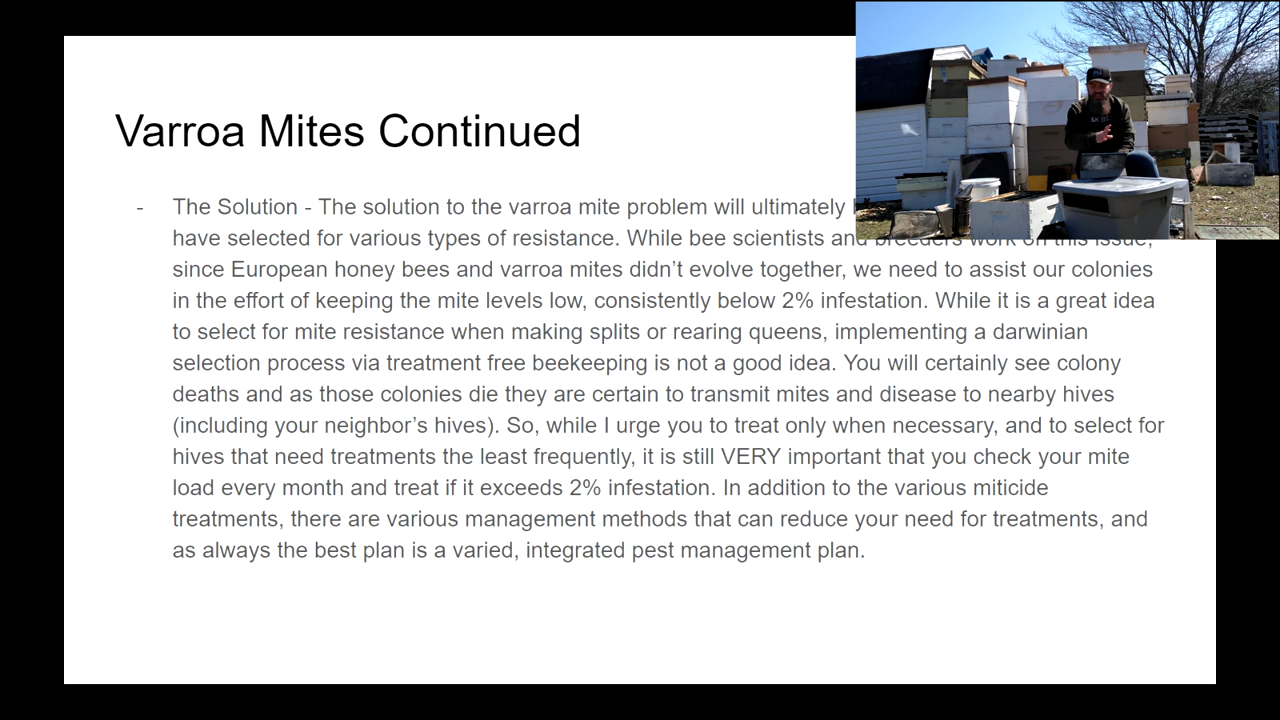 Varroa Mites Continued
- The Solution - The solution to the varroa mite problem will ultimately
have selected for various types of resistance. While bee scientists and breeders work on this issue,
since European honey bees and varroa mites didn’t evolve together, we need to assist our colonies
in the effort of keeping the mite levels low, consistently below 2% infestation. While it is a great idea
to select for mite resistance when making splits or rearing queens, implementing a darwinian
selection process via treatment free beekeeping is not a good idea. You will certainly see colony
deaths and as those colonies die they are certain to transmit mites and disease to nearby hives
(including your neighbor’s hives). So, while I urge you to treat only when necessary, and to select for
hives that need treatments the least frequently, it is still VERY important that you check your mite
load every month and treat if it exceeds 2% infestation. In addition to the various miticide
treatments, there are various management methods that can reduce your need for treatments, and
as always the best plan is a varied, integrated pest management plan.